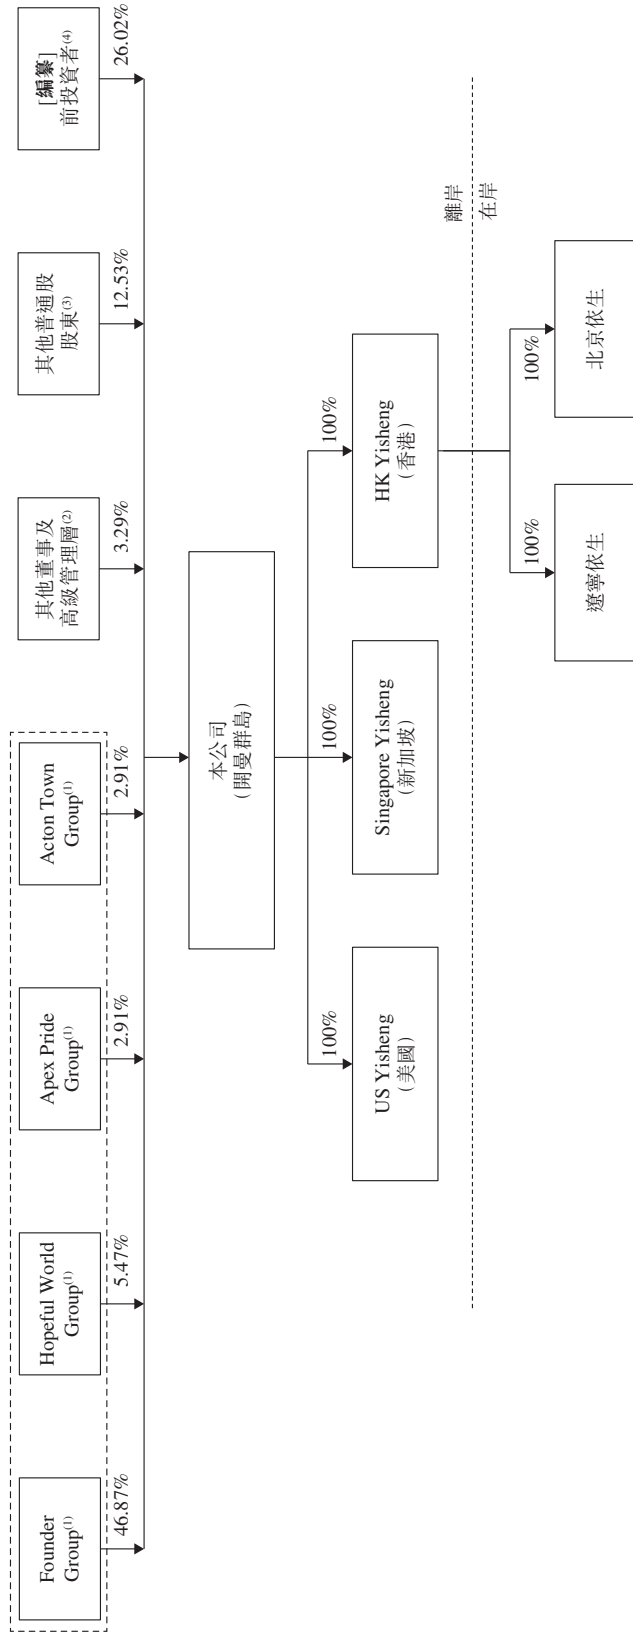 Founder
Group(1)
Hopeful World
Group(1)
Apex Pride
Group(1)
Acton Town
Group(1)
其他董事及
高級管理層(2)
其他普通股
股東(3)
[編纂]
前投資者(4)
46.87%
5.47%
2.91%
2.91%
3.29%
12.53%
26.02%
本公司
(開曼群島)
100%
100%
100%
US Yisheng
(美國)
Singapore Yisheng
(新加坡)
HK Yisheng
(香港)
離岸
在岸
100%
100%
遼寧依生
北京依生